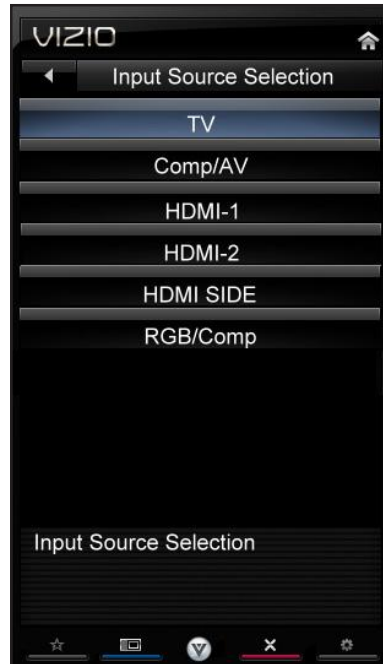 VIZIO
Input Source Selection
TV
Comp/AV
HDMI-1
HDMI-2
HDMI SIDE
RGB/Comp
Input Source Selection
V